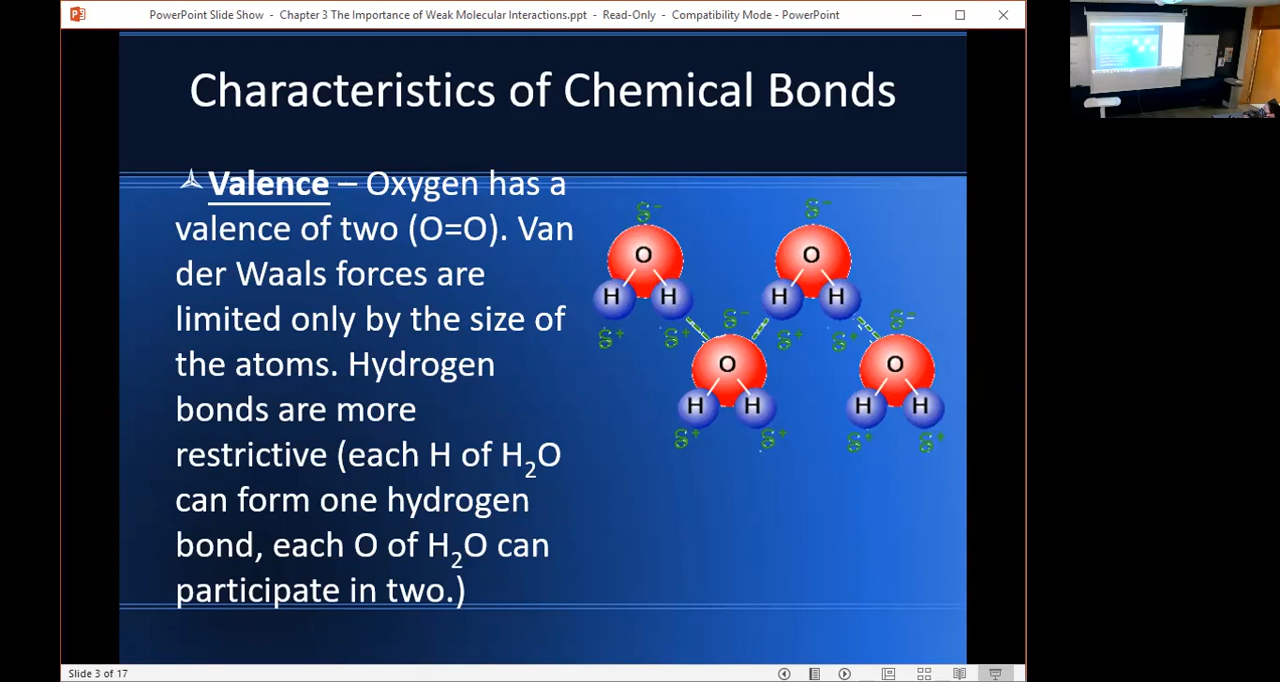 PowerPoint Slide Show - Chapter 3 The Importance of Weak Molecular Interactions.ppt - Read-Only - Compatibility Mode - PowerPoint
Characteristics of Chemical Bonds
Valence – Oxygen has a
valence of two (O=O). Van
der Waals forces are
limited only by the size of
the atoms. Hydrogen
bonds are more
restrictive (each H of H₂O
can form one hydrogen
bond, each O of H₂O can
participate in two.)
δ⁻ δ⁻
O O
H H H H
δ⁺ δ⁺ δ⁻ δ⁺ δ⁺ δ⁻
O O
H H H H
δ⁺ δ⁺ δ⁺ δ⁺
Slide 3 of 17